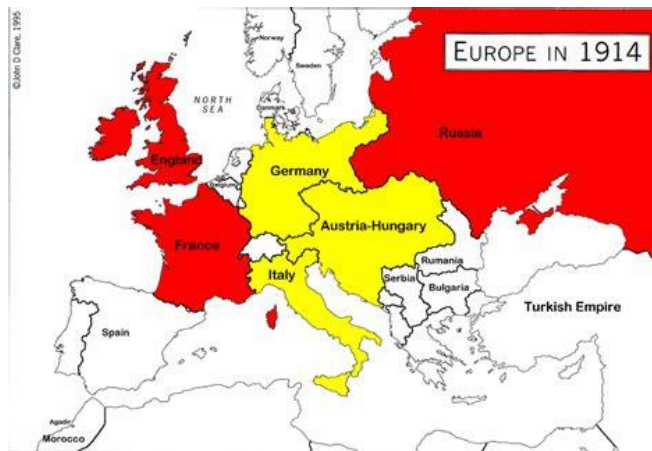 ©John D Clare, 1995
EUROPE IN 1914
Norway
Sweden
NORTH
SEA
Denmark
Russia
England
Germany
Belgium
Austria-Hungary
France
Italy
Rumania
Serbia
Bulgaria
Turkish Empire
Spain
Agadir
Morocco